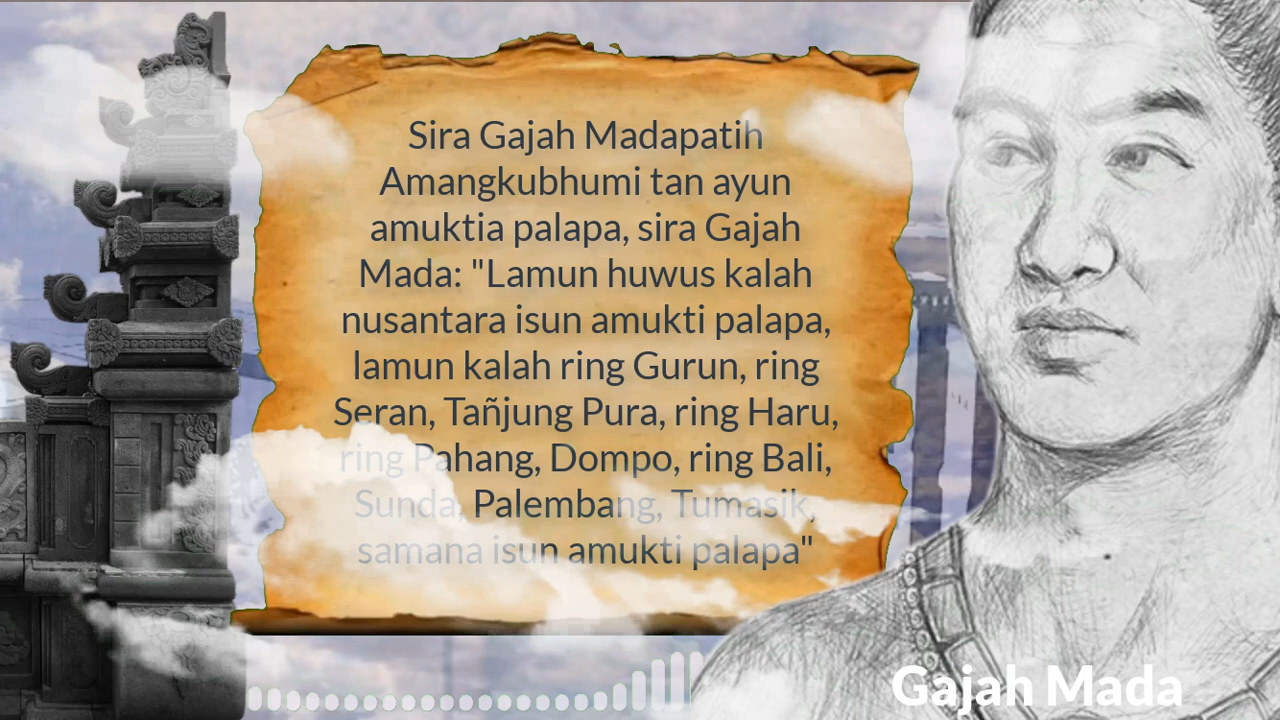 Sira Gajah Madapatih
Amangkubhumi tan ayun
amuktia palapa, sira Gajah
Mada: "Lamun huwus kalah
nusantara isun amukti palapa,
lamun kalah ring Gurun, ring
Seran, Tañjung Pura, ring Haru,
ring Pahang, Dompo, ring Bali,
Sunda, Palembang, Tumasik,
samana isun amukti palapa"
Gajah Mada